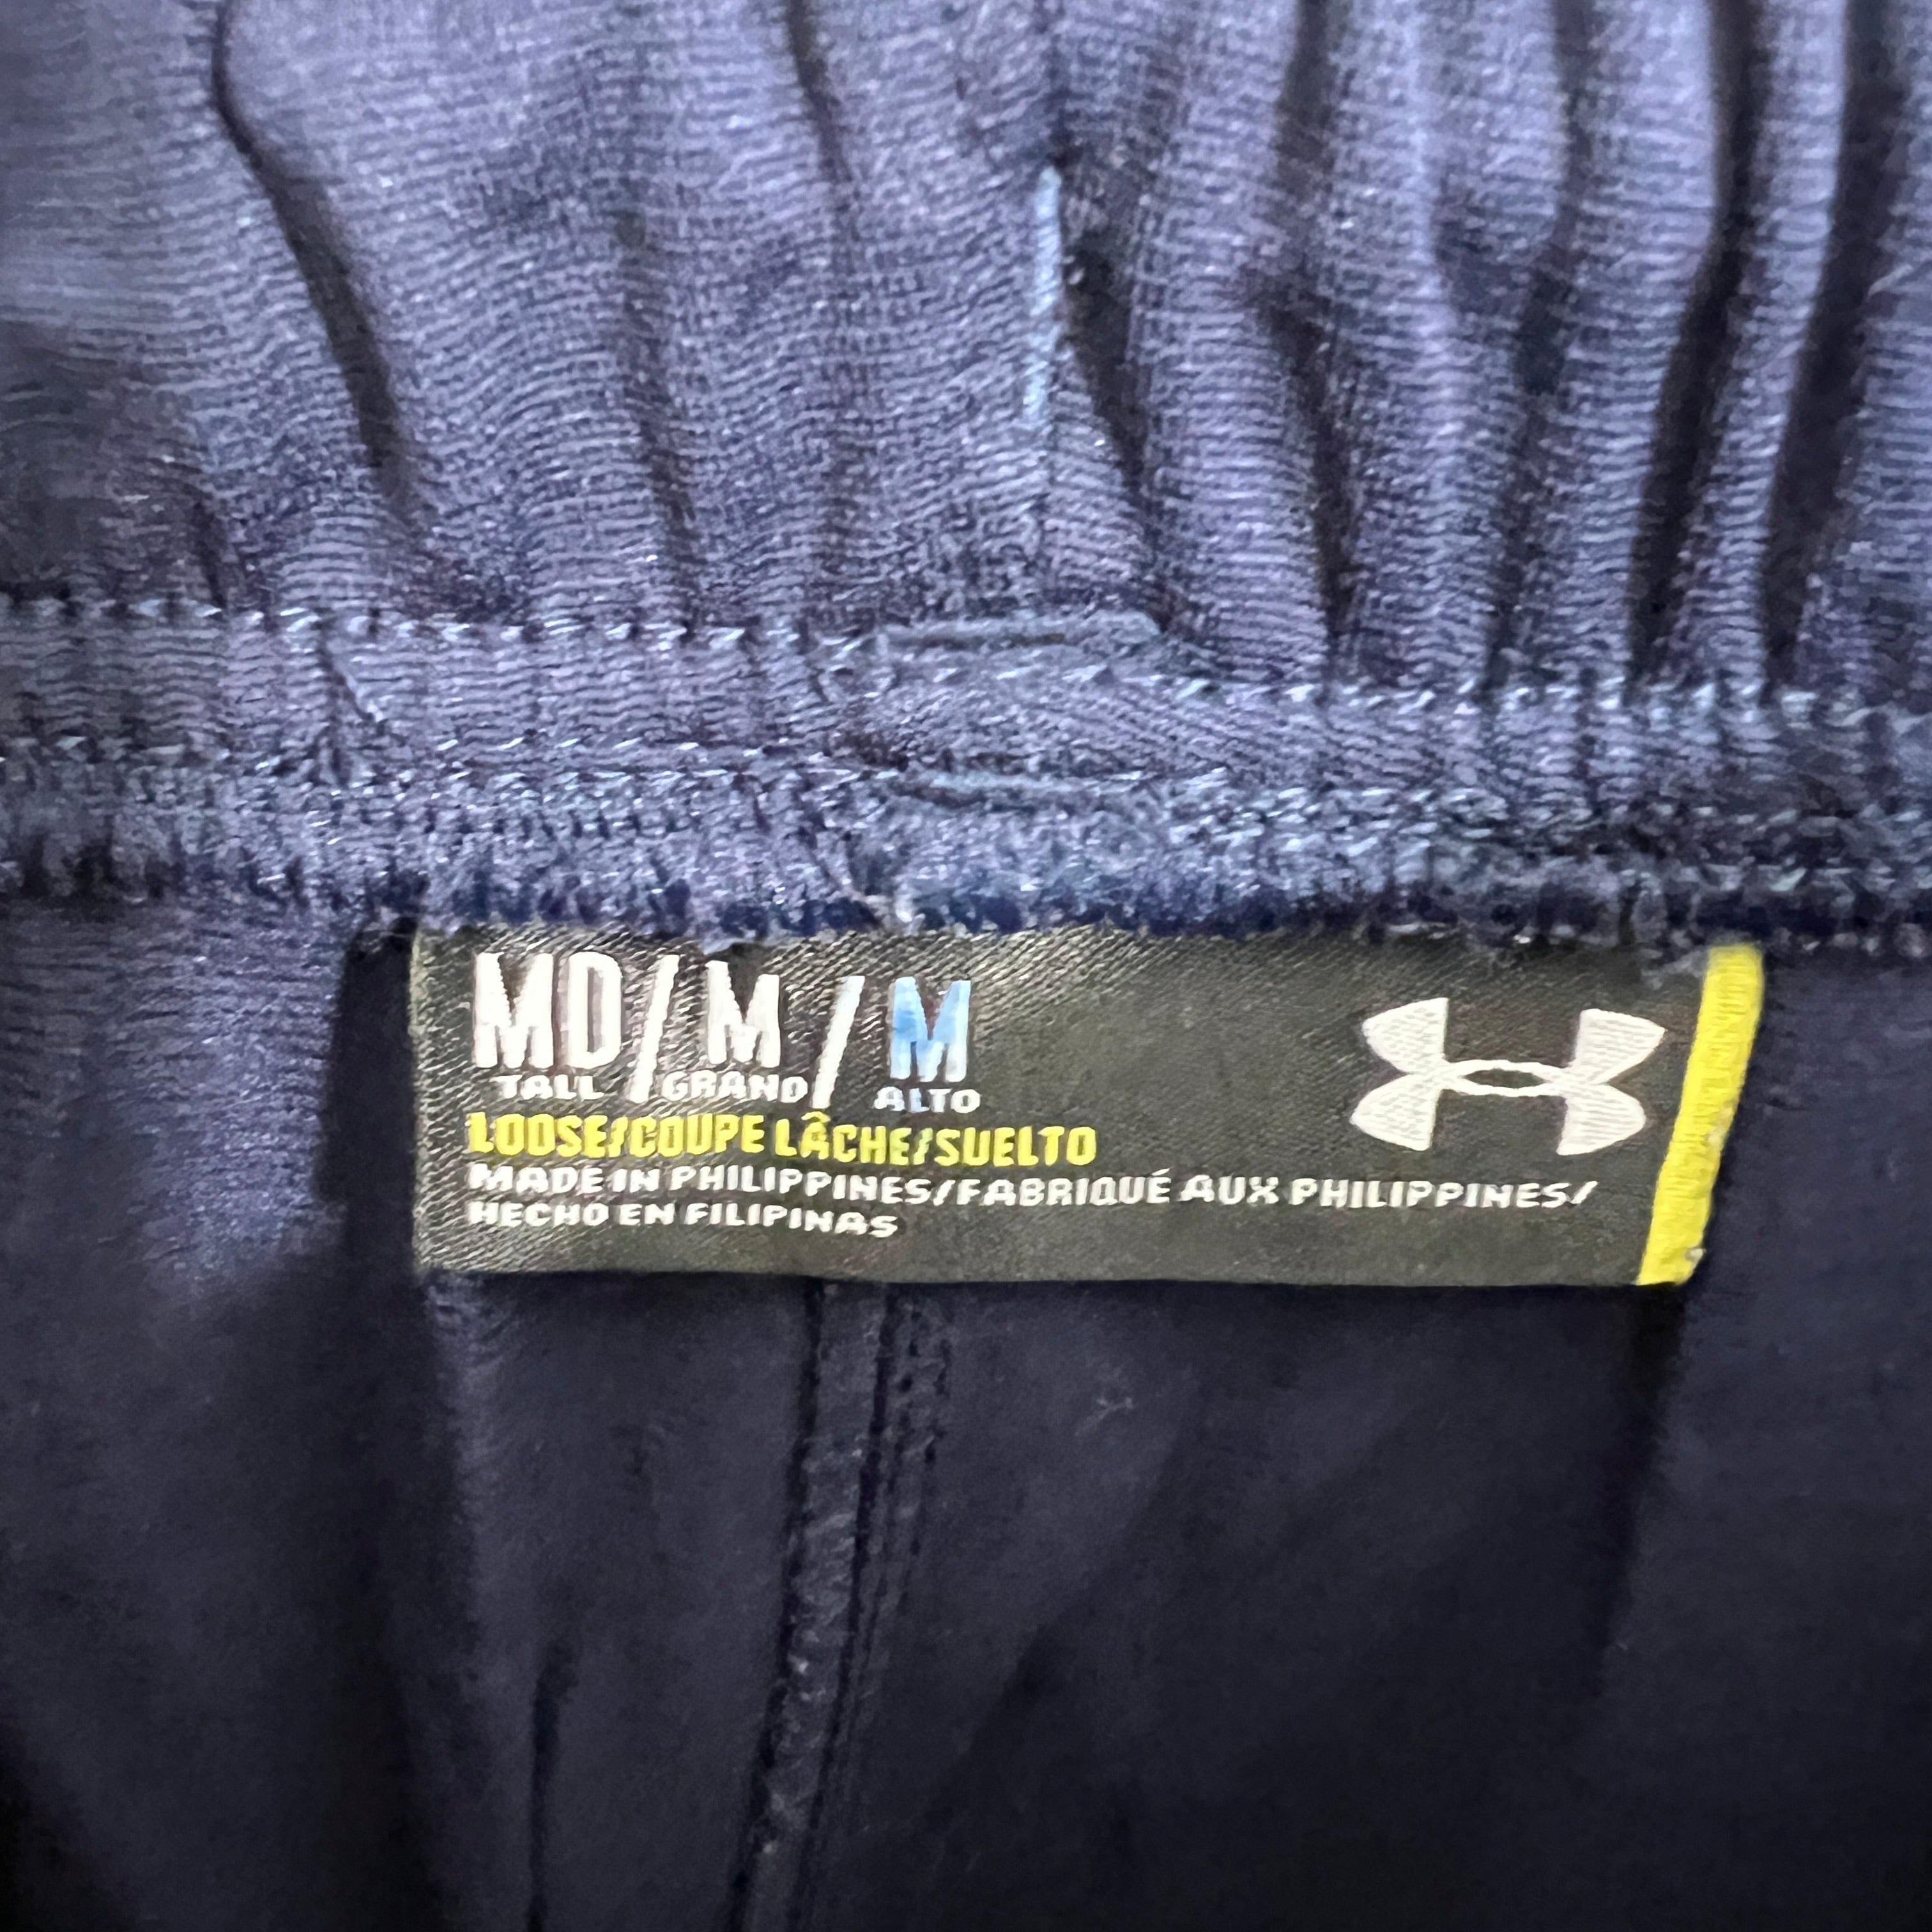 MD/M/M
TALL/GRAND/ALTO
LOOSE/COUPE LÂCHE/SUELTO
MADE IN PHILIPPINES/FABRIQUÉ AUX PHILIPPINES/
HECHO EN FILIPINAS